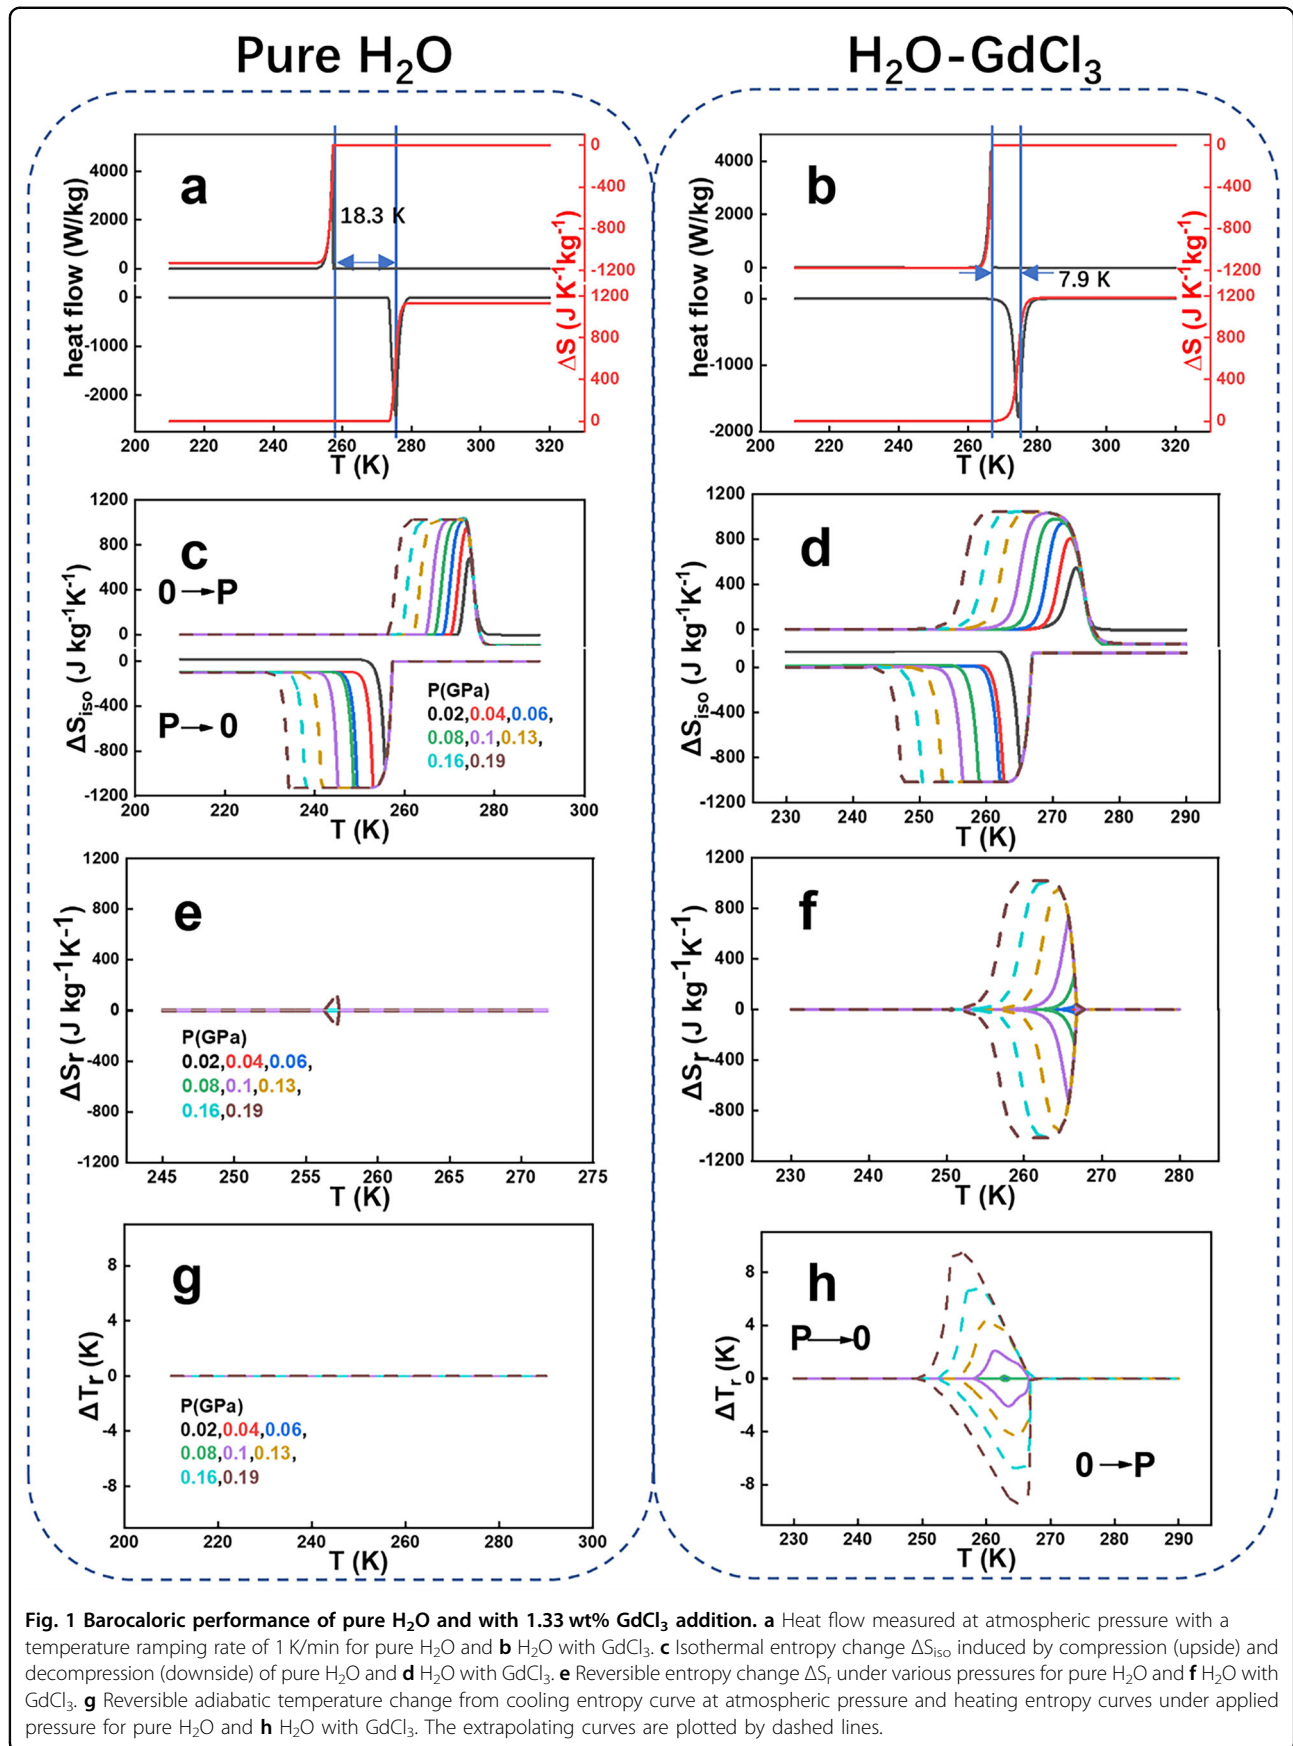 Pure H₂O
H₂O-GdCl₃
a
heat flow (W/kg)
4000
2000
0
0
-1000
-2000
18.3 K
0
-400
-800
-1200
1200
800
400
0
ΔS (J K⁻¹kg⁻¹)
200 220 240 260 280 300 320
T (K)
b
heat flow (W/kg)
4000
2000
0
0
-1000
-2000
7.9 K
0
-400
-800
-1200
1200
800
400
0
ΔS (J K⁻¹kg⁻¹)
200 220 240 260 280 300 320
T (K)
c
0→P
P→0
ΔSiso (J kg⁻¹K⁻¹)
1200
800
400
0
0
-400
-800
-1200
P(GPa)
0.02,0.04,0.06,
0.08,0.1,0.13,
0.16,0.19
200 220 240 260 280 300
T (K)
d
ΔSiso (J kg⁻¹K⁻¹)
1200
800
400
0
0
-400
-800
-1200
230 240 250 260 270 280 290
T (K)
e
ΔSr (J kg-1K-1)
1200
800
400
0
-400
-800
-1200
P(GPa)
0.02,0.04,0.06,
0.08,0.1,0.13,
0.16,0.19
245 250 255 260 265 270 275
T (K)
f
ΔSr (J kg⁻¹K⁻¹)
1200
800
400
0
-400
-800
-1200
230 240 250 260 270 280
T (K)
g
ΔTr (K)
8
4
0
-4
-8
P(GPa)
0.02,0.04,0.06,
0.08,0.1,0.13,
0.16,0.19
200 220 240 260 280 300
T (K)
h
P→0
0→P
ΔTr (K)
8
4
0
-4
-8
230 240 250 260 270 280 290
T (K)
Fig. 1 Barocaloric performance of pure H₂O and with 1.33 wt% GdCl₃ addition. a Heat flow measured at atmospheric pressure with a
temperature ramping rate of 1 K/min for pure H₂O and b H₂O with GdCl₃. c Isothermal entropy change ΔSiso induced by compression (upside) and
decompression (downside) of pure H₂O and d H₂O with GdCl₃. e Reversible entropy change ΔSr under various pressures for pure H₂O and f H₂O with
GdCl₃. g Reversible adiabatic temperature change from cooling entropy curve at atmospheric pressure and heating entropy curves under applied
pressure for pure H₂O and h H₂O with GdCl₃. The extrapolating curves are plotted by dashed lines.